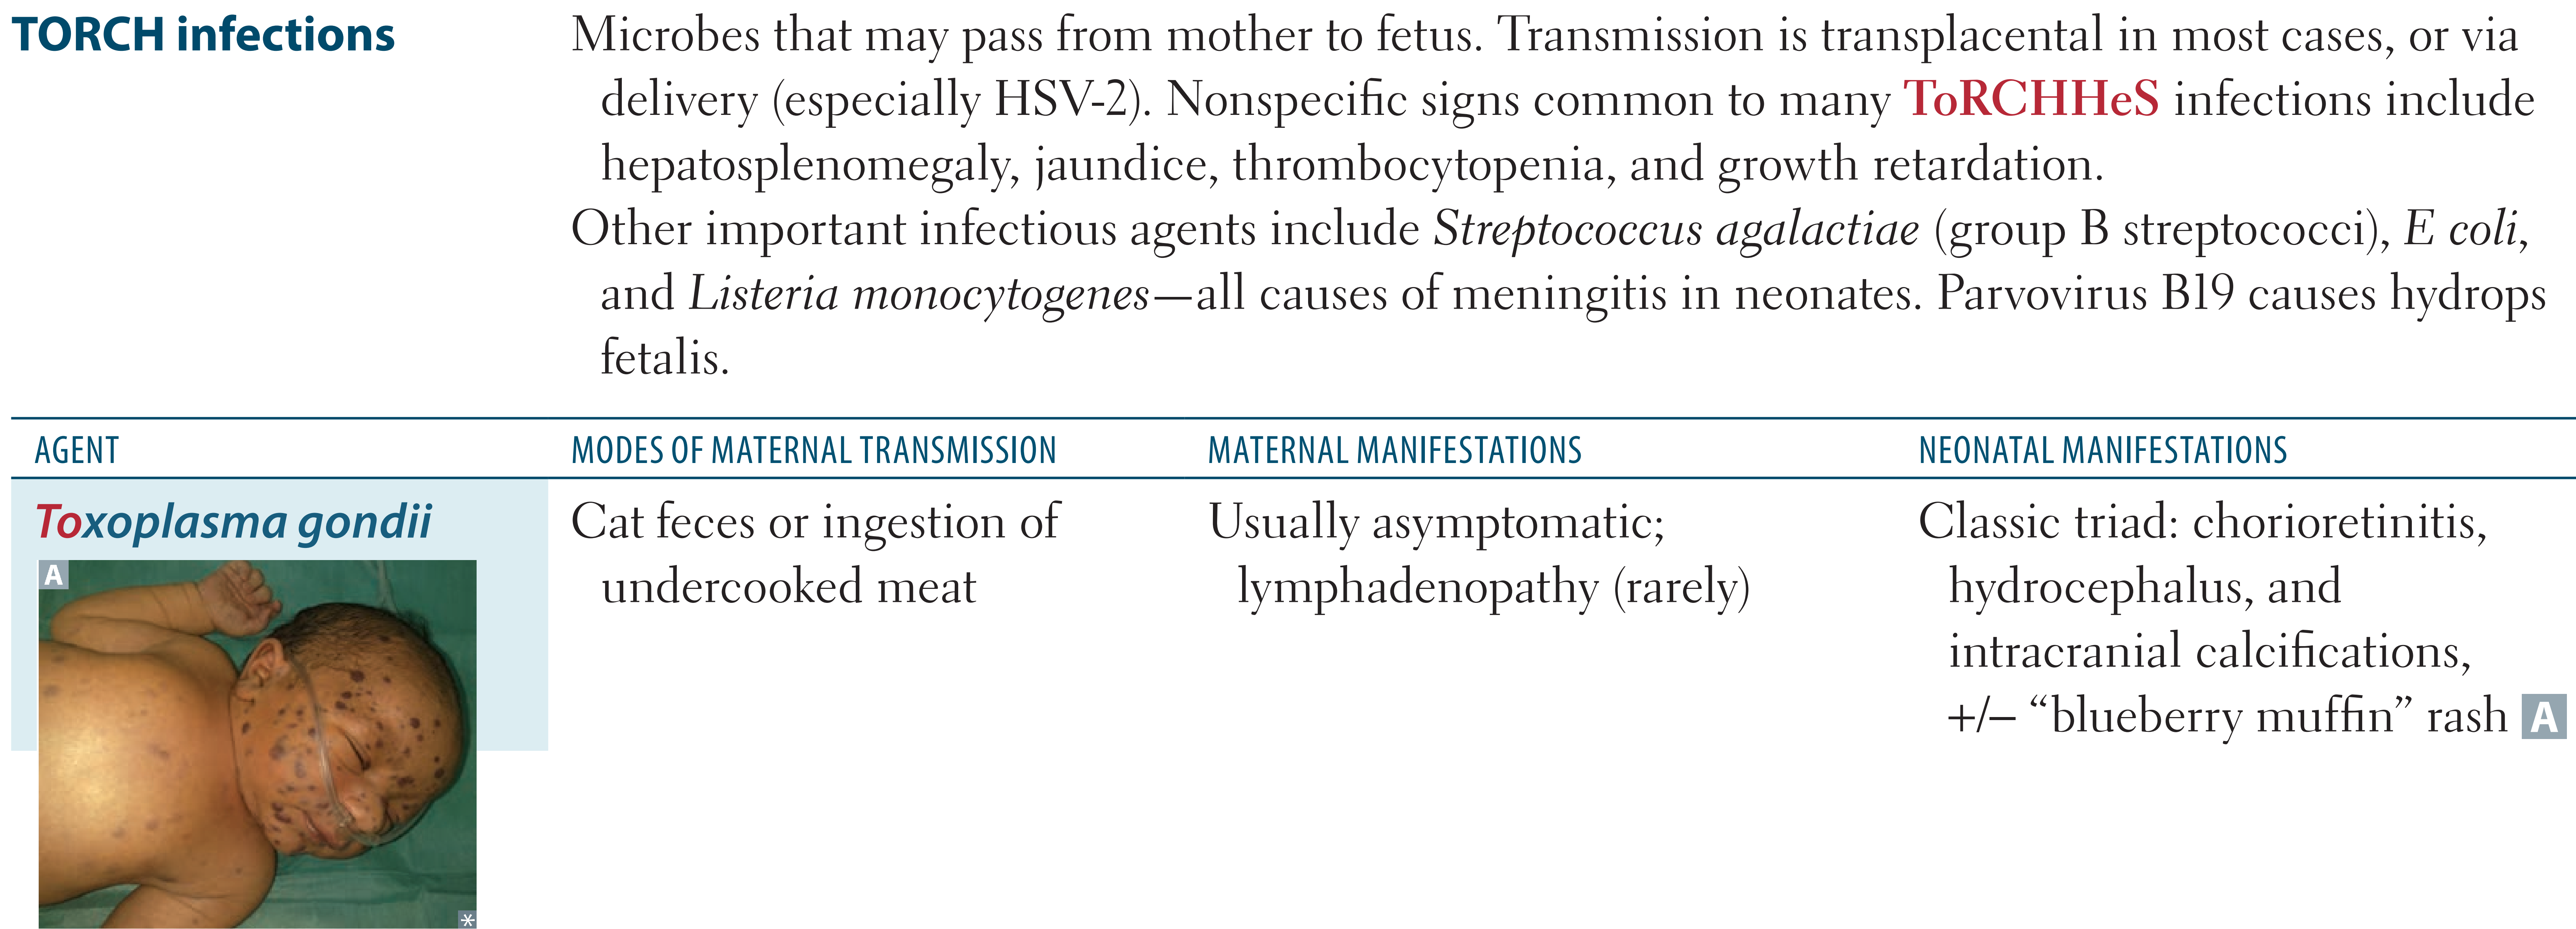 TORCH infections
Microbes that may pass from mother to fetus. Transmission is transplacental in most cases, or via
delivery (especially HSV-2). Nonspecific signs common to many ToRCHHeS infections include
hepatosplenomegaly, jaundice, thrombocytopenia, and growth retardation.
Other important infectious agents include Streptococcus agalactiae (group B streptococci), E coli,
and Listeria monocytogenes—all causes of meningitis in neonates. Parvovirus B19 causes hydrops
fetalis.
AGENT
MODES OF MATERNAL TRANSMISSION
MATERNAL MANIFESTATIONS
NEONATAL MANIFESTATIONS
Toxoplasma gondii
A
*
Cat feces or ingestion of
undercooked meat
Usually asymptomatic;
lymphadenopathy (rarely)
Classic triad: chorioretinitis,
hydrocephalus, and
intracranial calcifications,
+/– “blueberry muffin” rash A